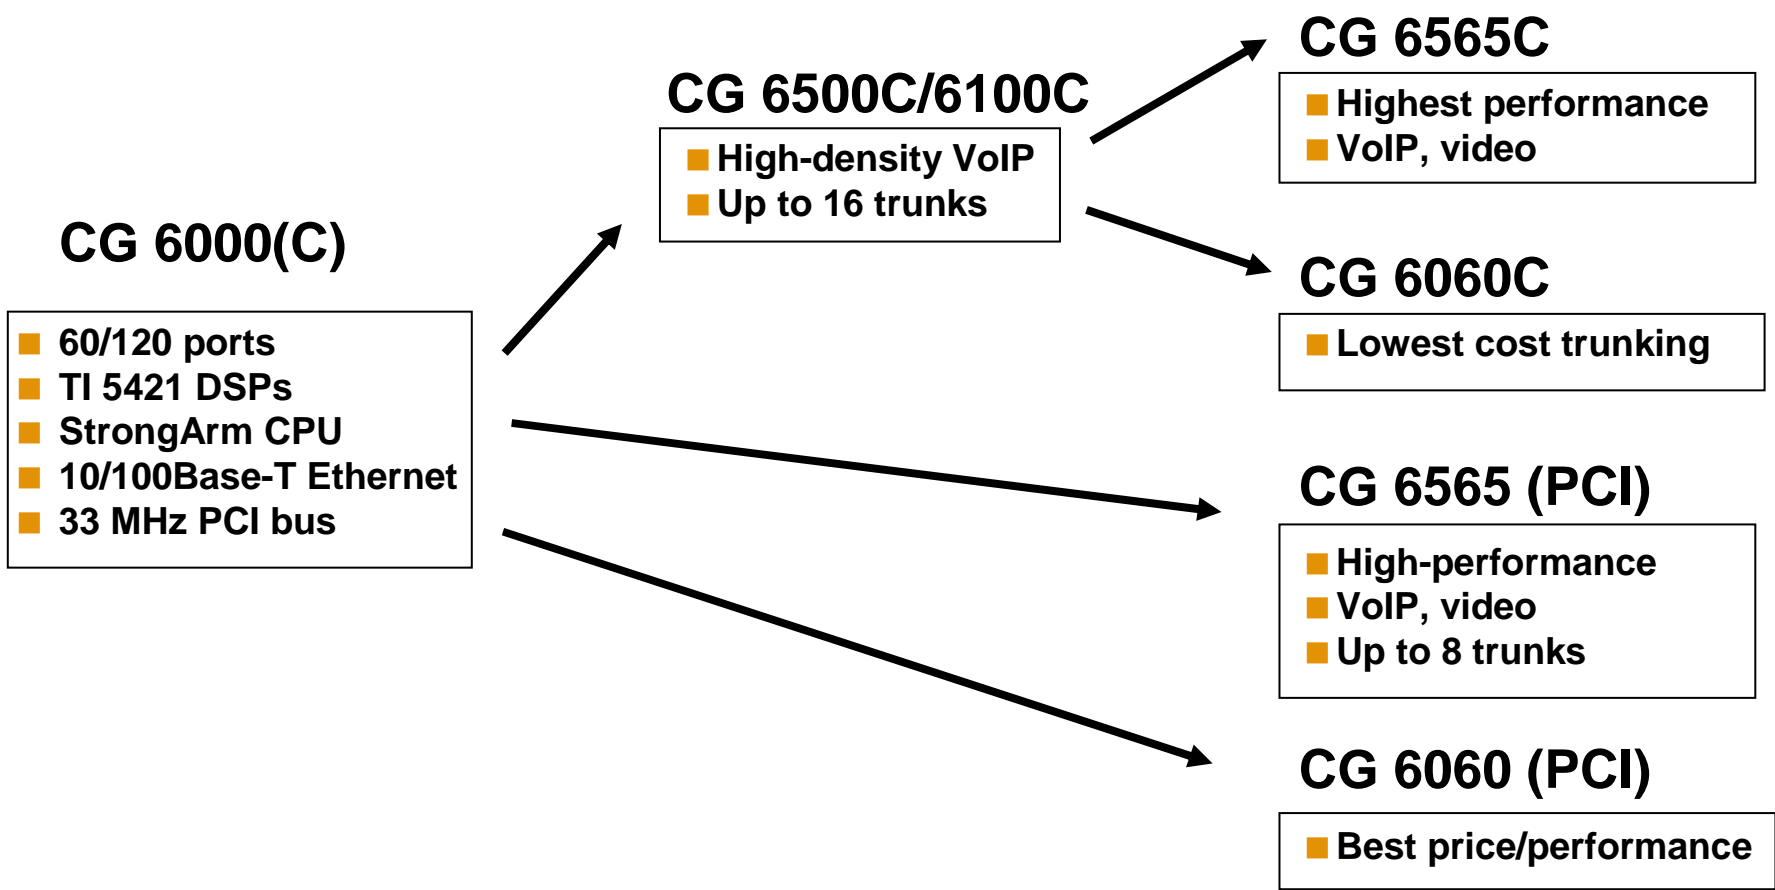 CG 6000(C)
60/120 ports
TI 5421 DSPs
StrongArm CPU
10/100Base-T Ethernet
33 MHz PCI bus
CG 6500C/6100C
High-density VoIP
Up to 16 trunks
CG 6565C
Highest performance
VoIP, video
CG 6060C
Lowest cost trunking
CG 6565 (PCI)
High-performance
VoIP, video
Up to 8 trunks
CG 6060 (PCI)
Best price/performance